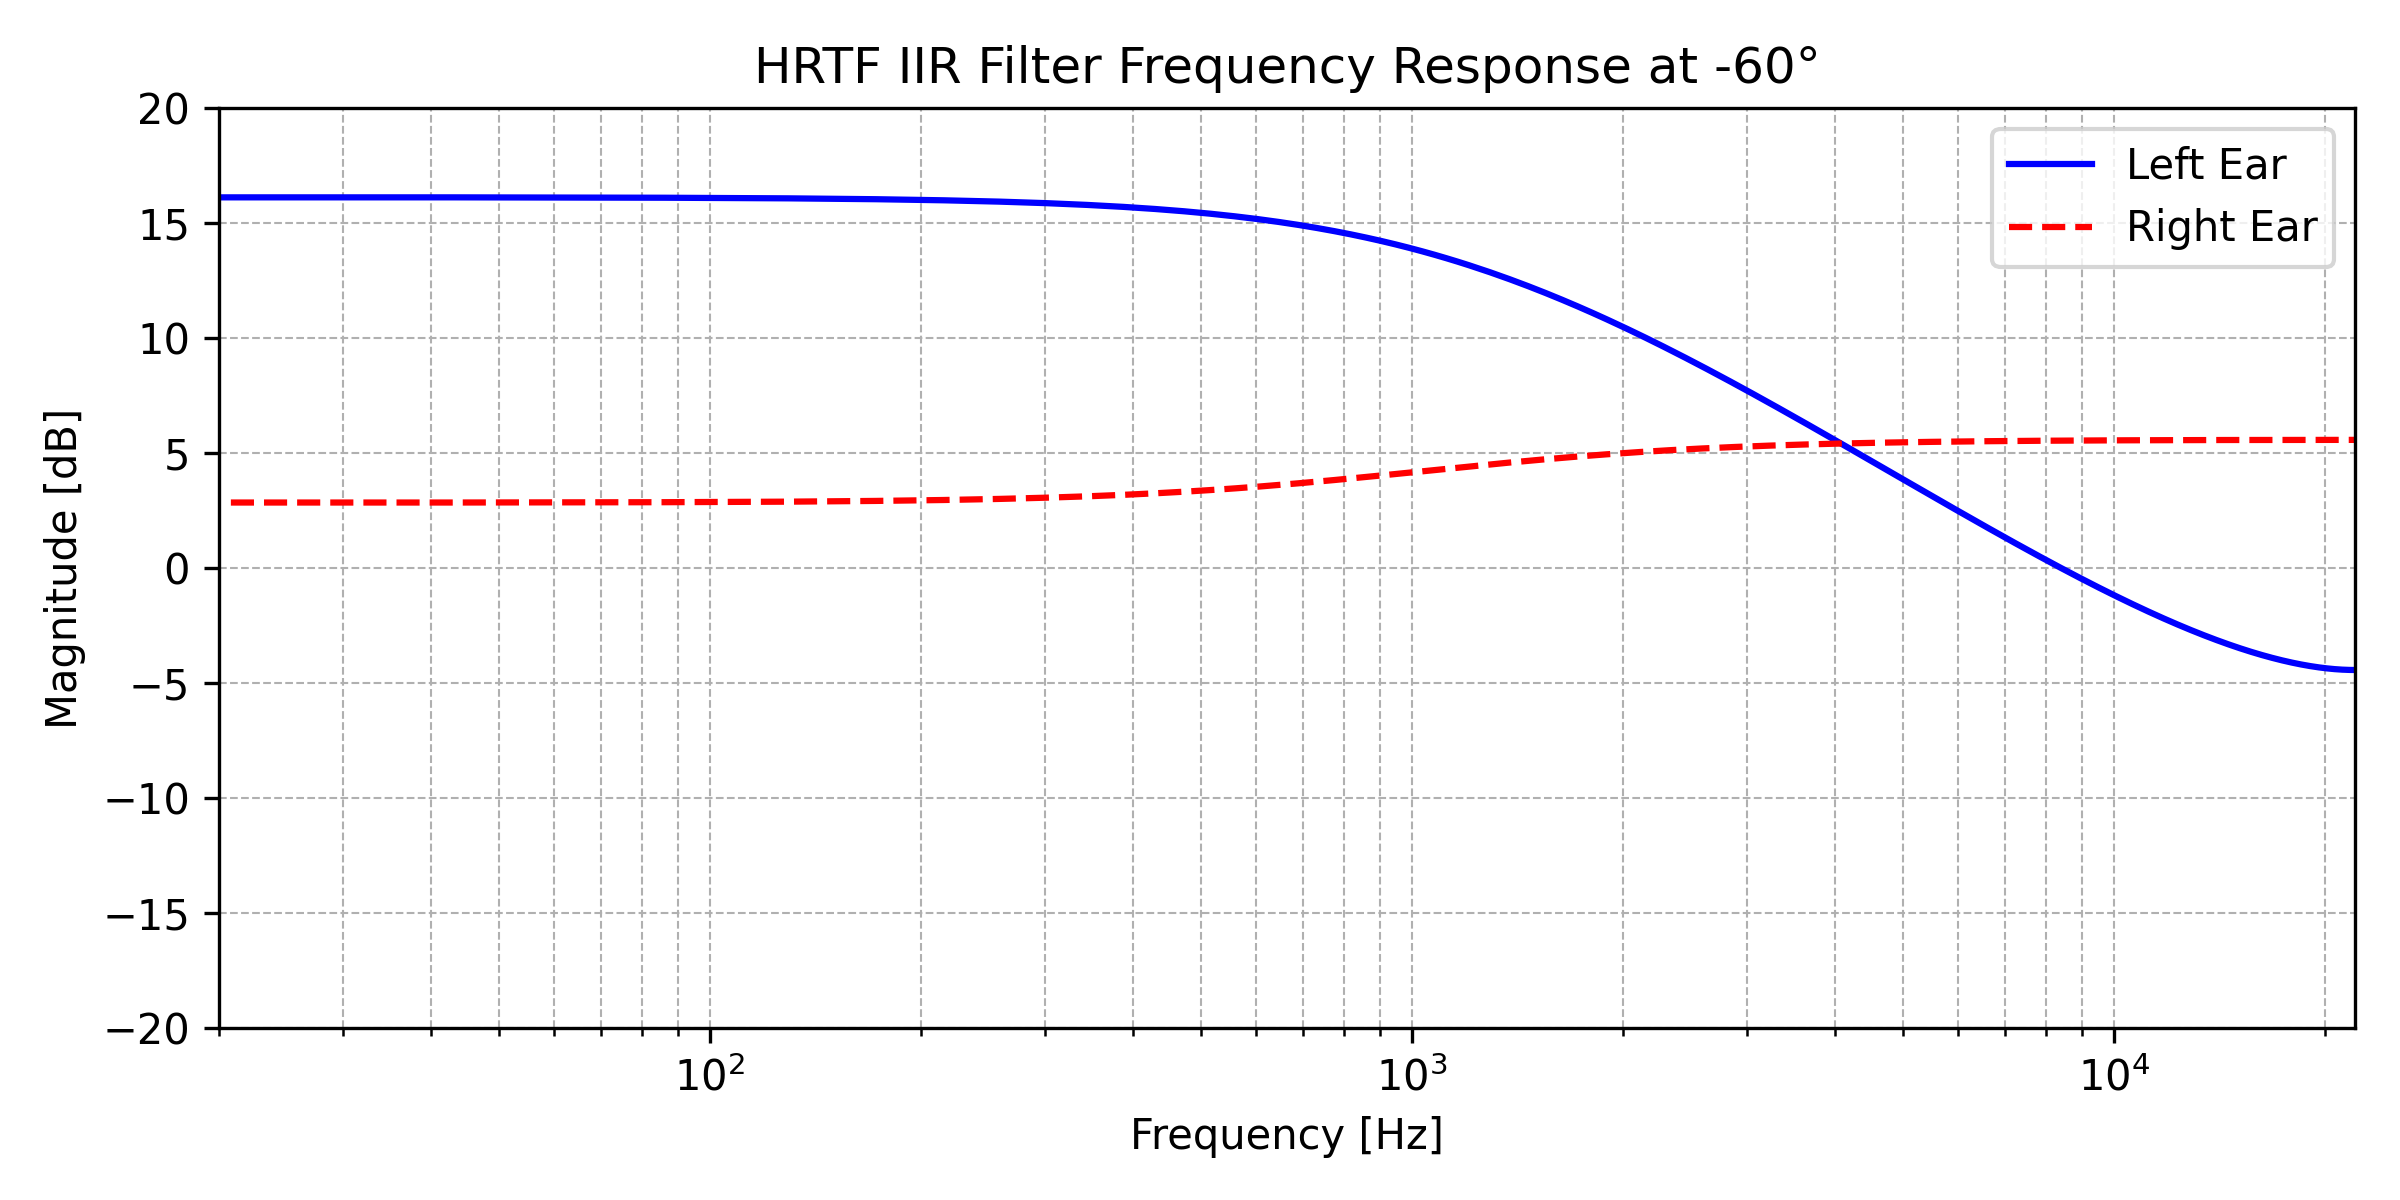 HRTF IIR Filter Frequency Response at -60°
20
15
10
5
0
−5
−10
−15
−20
Magnitude [dB]
Left Ear
Right Ear
10²
10³
10⁴
Frequency [Hz]